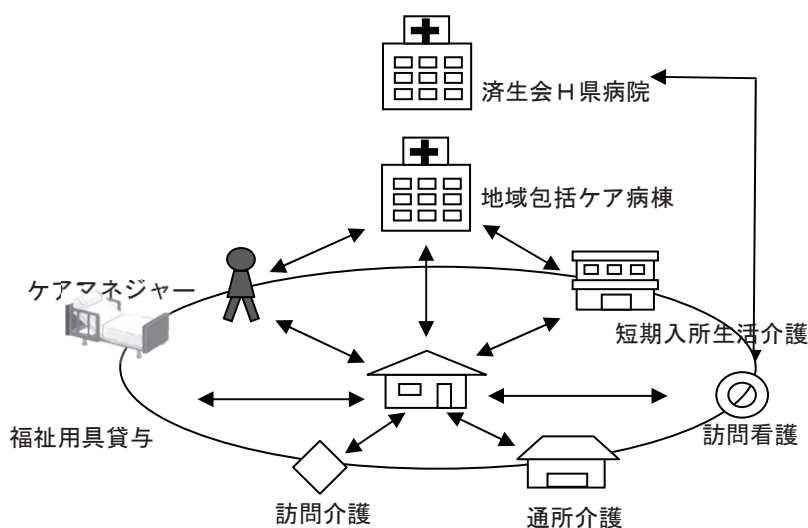 済生会Ｈ県病院
地域包括ケア病棟
ケアマネジャー
短期入所生活介護
福祉用具貸与
訪問看護
訪問介護
通所介護